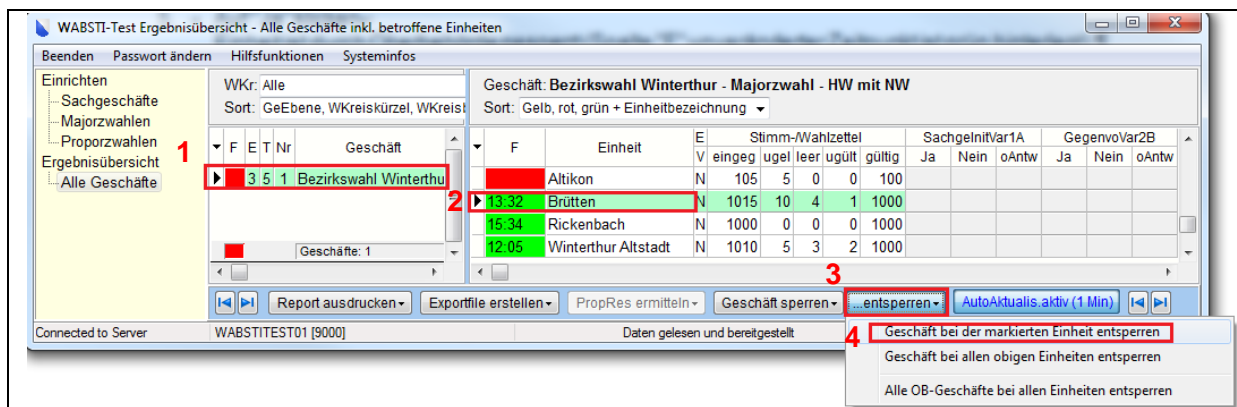 WABSTI-Test Ergebnisübersicht - Alle Geschäfte inkl. betroffene Einheiten
Beenden Passwort ändern Hilfsfunktionen Systeminfos
Einrichten
Sachgeschäfte
Majorzwahlen
Proporzwahlen
Ergebnisübersicht
Alle Geschäfte
1
WKr: Alle
Sort: GeEbene, WKreiskürzel, WKreisb
F E T Nr Geschäft
3 5 1 Bezirkswahl Winterthu
Geschäfte: 1
Geschäft: Bezirkswahl Winterthur - Majorzwahl - HW mit NW
Sort: Gelb, rot, grün + Einheitbezeichnung
F Einheit E Stimm-/Wahlzettel SachgeInitVar1A GegenvoVar2B
V eingeg ugel leer ugült gültig Ja Nein oAntw Ja Nein oAntw
Altikon N 105 5 0 0 100
2 13:32 Brütten N 1015 10 4 1 1000
15:34 Rickenbach N 1000 0 0 0 1000
12:05 Winterthur Altstadt N 1010 5 3 2 1000
3
Report ausdrucken Exportfile erstellen PropRes ermitteln Geschäft sperren ...entsperren AutoAktualis.aktiv (1 Min)
Connected to Server WABSTITEST01 [9000] Daten gelesen und bereitgestellt
4 Geschäft bei der markierten Einheit entsperren
Geschäft bei allen obigen Einheiten entsperren
Alle OB-Geschäfte bei allen Einheiten entsperren